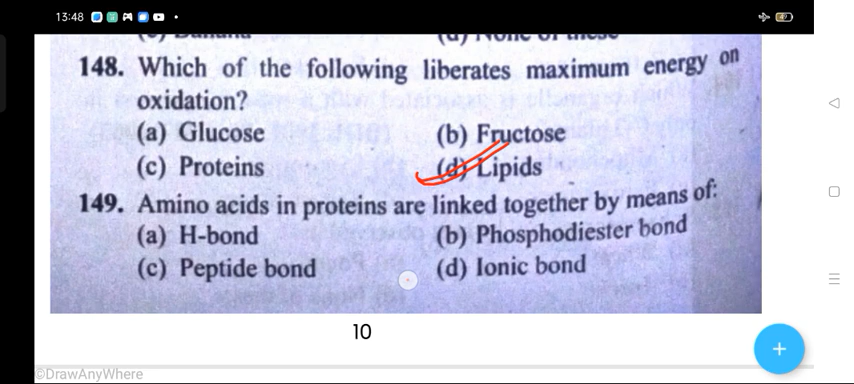 13:48
148. Which of the following liberates maximum energy on
oxidation?
(a) Glucose (b) Fructose
(c) Proteins (d) Lipids
149. Amino acids in proteins are linked together by means of:
(a) H-bond (b) Phosphodiester bond
(c) Peptide bond (d) Ionic bond
10
©DrawAnyWhere